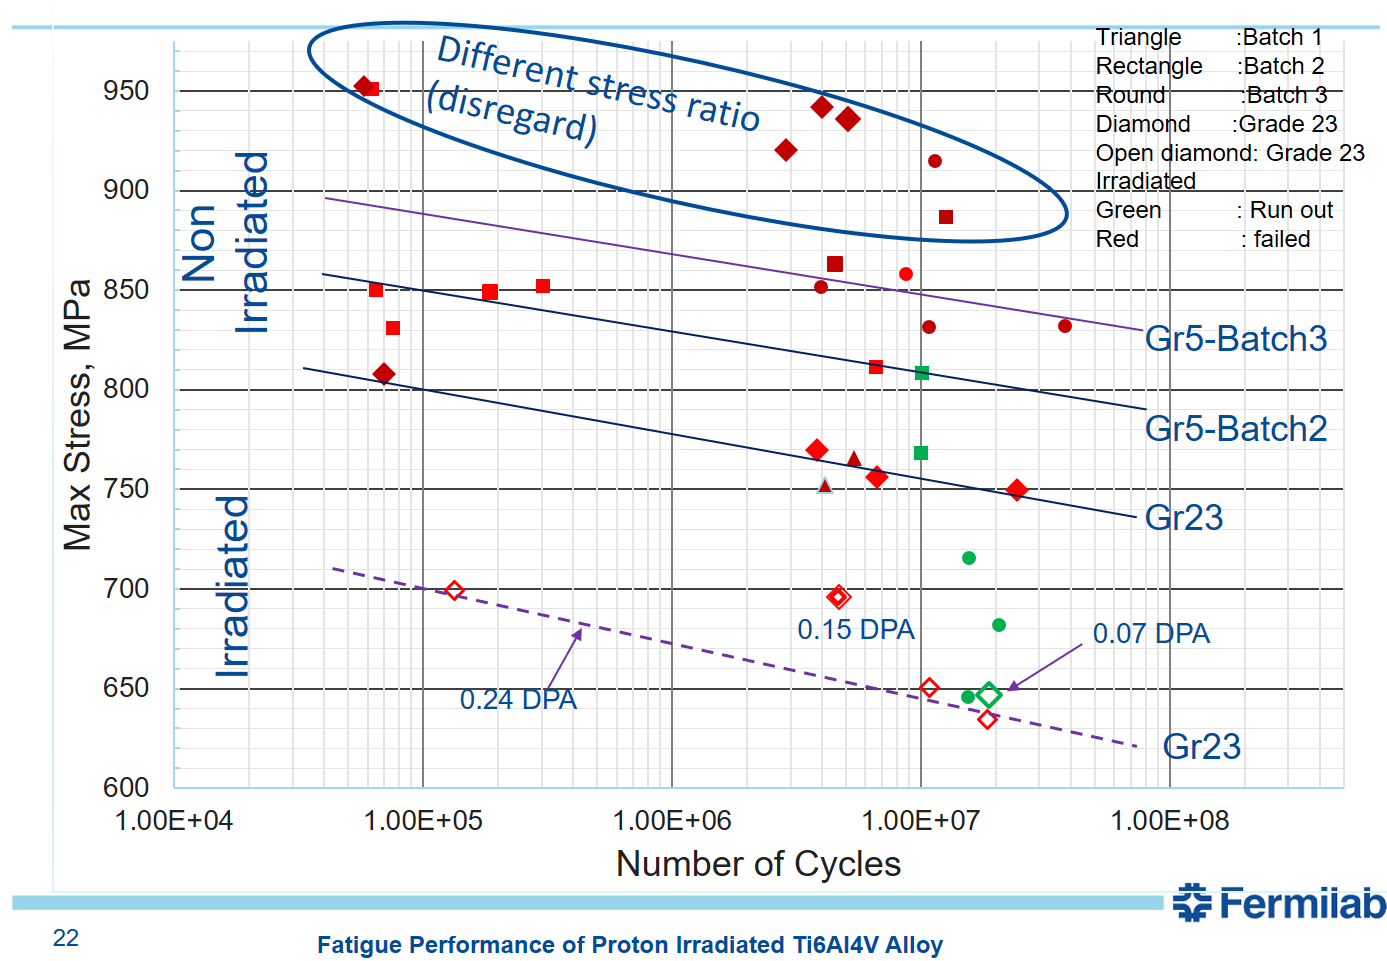 Different stress ratio
(disregard)
Triangle :Batch 1
Rectangle :Batch 2
Round :Batch 3
Diamond :Grade 23
Open diamond: Grade 23
Irradiated
Green : Run out
Red : failed
950
900
850
800
750
700
650
600
Max Stress, MPa
Non
Irradiated
Irradiated
Gr5-Batch3
Gr5-Batch2
Gr23
0.15 DPA
0.07 DPA
0.24 DPA
Gr23
1.00E+04
1.00E+05
1.00E+06
1.00E+07
1.00E+08
Number of Cycles
Fermilab
22
Fatigue Performance of Proton Irradiated Ti6Al4V Alloy